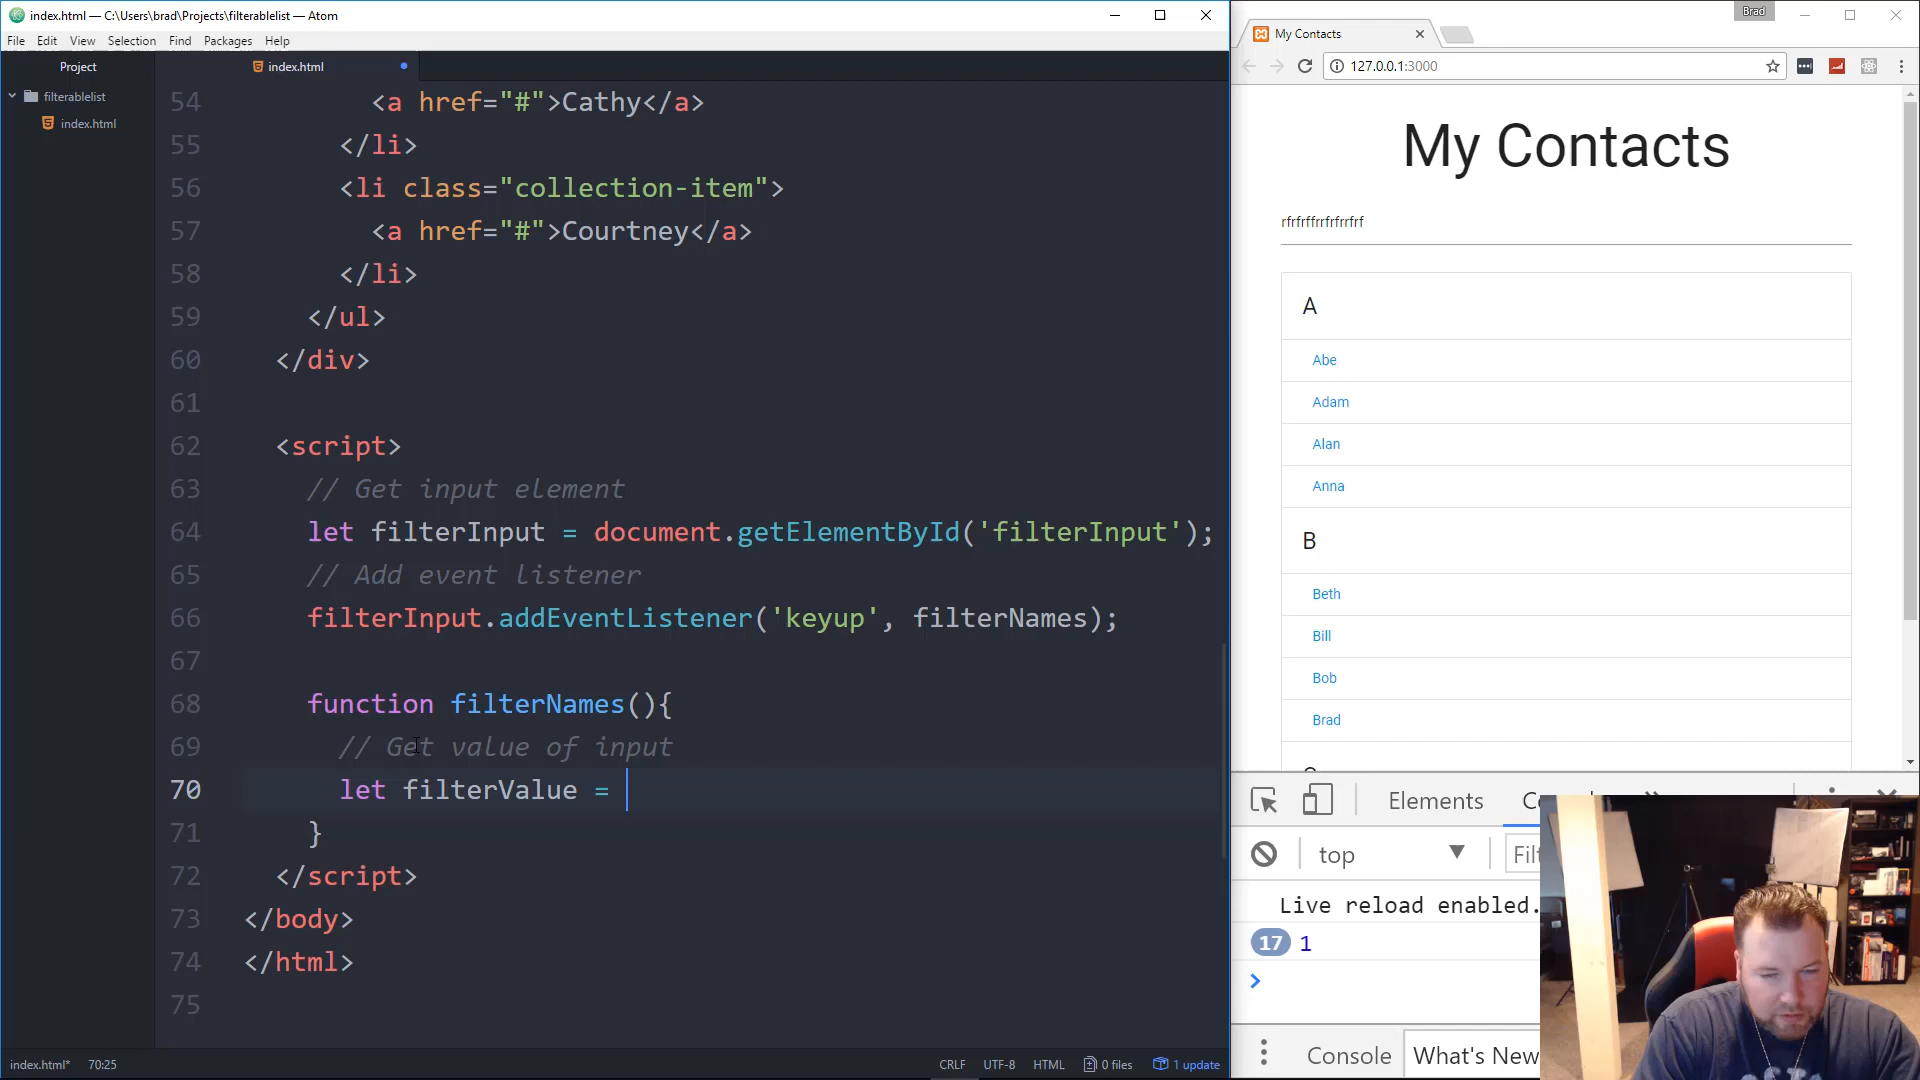 index.html — C:\Users\brad\Projects\filterablelist — Atom
File Edit View Selection Find Packages Help
Project
filterablelist
index.html
index.html
54 <a href="#">Cathy</a>
55 </li>
56 <li class="collection-item">
57 <a href="#">Courtney</a>
58 </li>
59 </ul>
60 </div>
61
62 <script>
63 // Get input element
64 let filterInput = document.getElementById('filterInput');
65 // Add event listener
66 filterInput.addEventListener('keyup', filterNames);
67
68 function filterNames(){
69 // Get value of input
70 let filterValue =
71 }
72 </script>
73 </body>
74 </html>
75
index.html* 70:25 CRLF UTF-8 HTML 0 files 1 update
Brad
My Contacts
127.0.0.1:3000
My Contacts
rfrfrffrrfrfrrfrf
A
Abe
Adam
Alan
Anna
B
Beth
Bill
Bob
Brad
Elements
top
Fil
Live reload enabled.
17 1
Console What's New